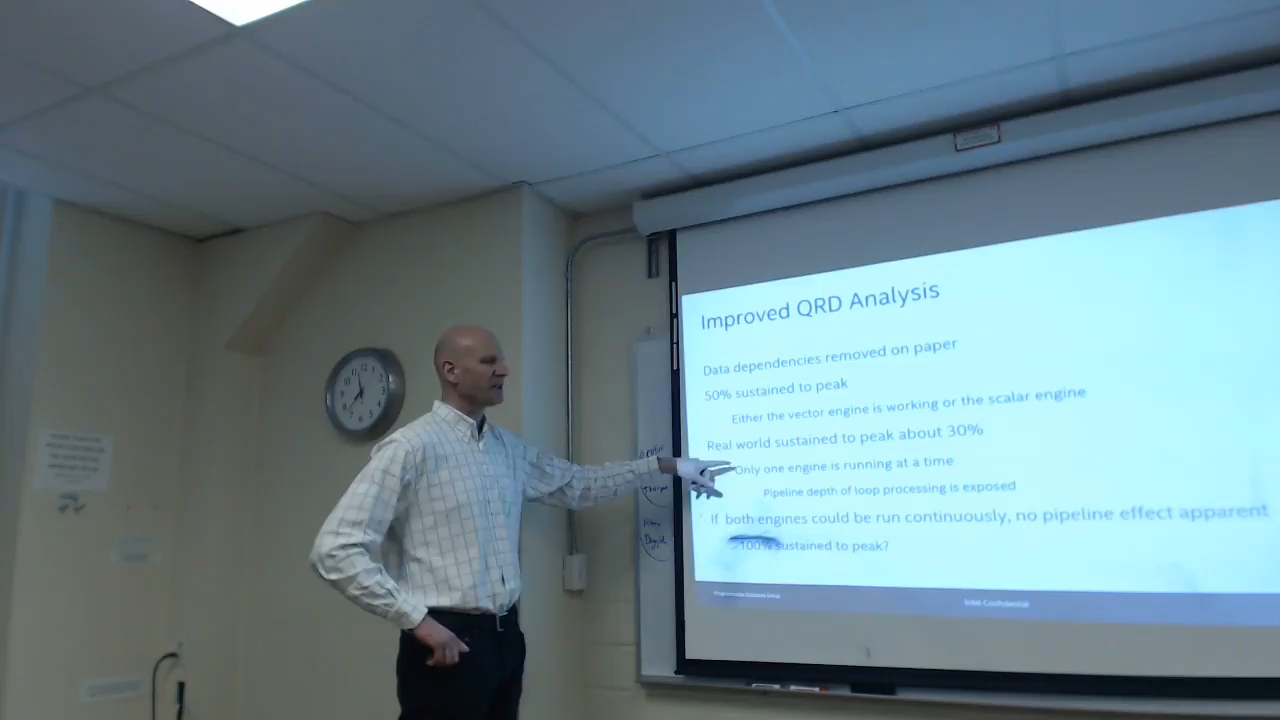 Improved QRD Analysis
Data dependencies removed on paper
50% sustained to peak
Either the vector engine is working or the scalar engine
Real world sustained to peak about 30%
Only one engine is running at a time
Pipeline depth of loop processing is exposed
If both engines could be run continuously, no pipeline effect apparent
100% sustained to peak?
Programmable Solutions Group
Intel Confidential